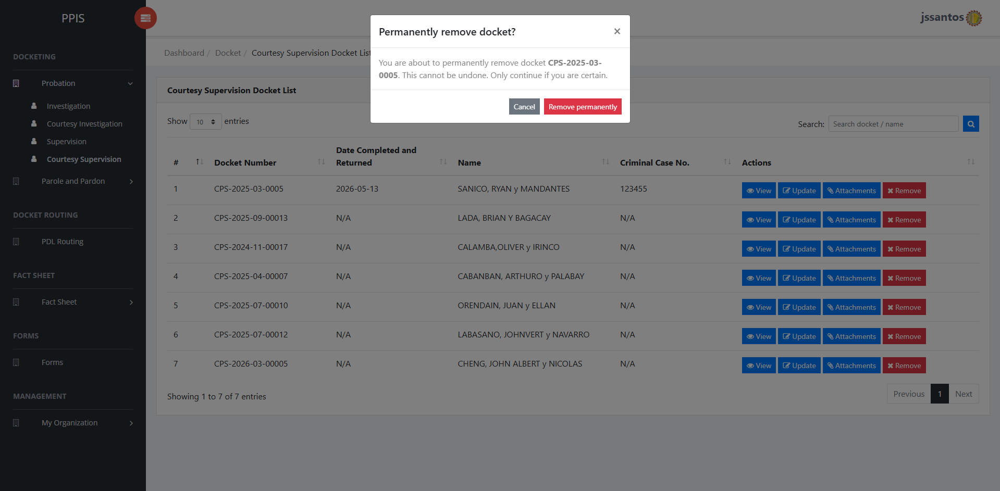 PPIS
jssantos
DOCKETING
Probation
Investigation
Courtesy Investigation
Supervision
Courtesy Supervision
Parole and Pardon
DOCKET ROUTING
PDL Routing
FACT SHEET
Fact Sheet
FORMS
Forms
MANAGEMENT
My Organization
Dashboard / Docket / Courtesy Supervision Docket List
Permanently remove docket? ×
You are about to permanently remove docket CPS-2025-03-
0005. This cannot be undone. Only continue if you are certain.
Cancel Remove permanently
Courtesy Supervision Docket List
Show 10 entries
Search: Search docket / name
# Docket Number Date Completed and
Returned Name Criminal Case No. Actions
1 CPS-2025-03-0005 2026-05-13 SANICO, RYAN y MANDANTES 123455 View Update Attachments Remove
2 CPS-2025-09-00013 N/A LADA, BRIAN Y BAGACAY N/A View Update Attachments Remove
3 CPS-2024-11-00017 N/A CALAMBA,OLIVER y IRINCO N/A View Update Attachments Remove
4 CPS-2025-04-00007 N/A CABANBAN, ARTHURO y PALABAY N/A View Update Attachments Remove
5 CPS-2025-07-00010 N/A ORENDAIN, JUAN y ELLAN N/A View Update Attachments Remove
6 CPS-2025-07-00012 N/A LABASANO, JOHNVERT y NAVARRO N/A View Update Attachments Remove
7 CPS-2026-03-00005 N/A CHENG, JOHN ALBERT y NICOLAS N/A View Update Attachments Remove
Showing 1 to 7 of 7 entries
Previous 1 Next